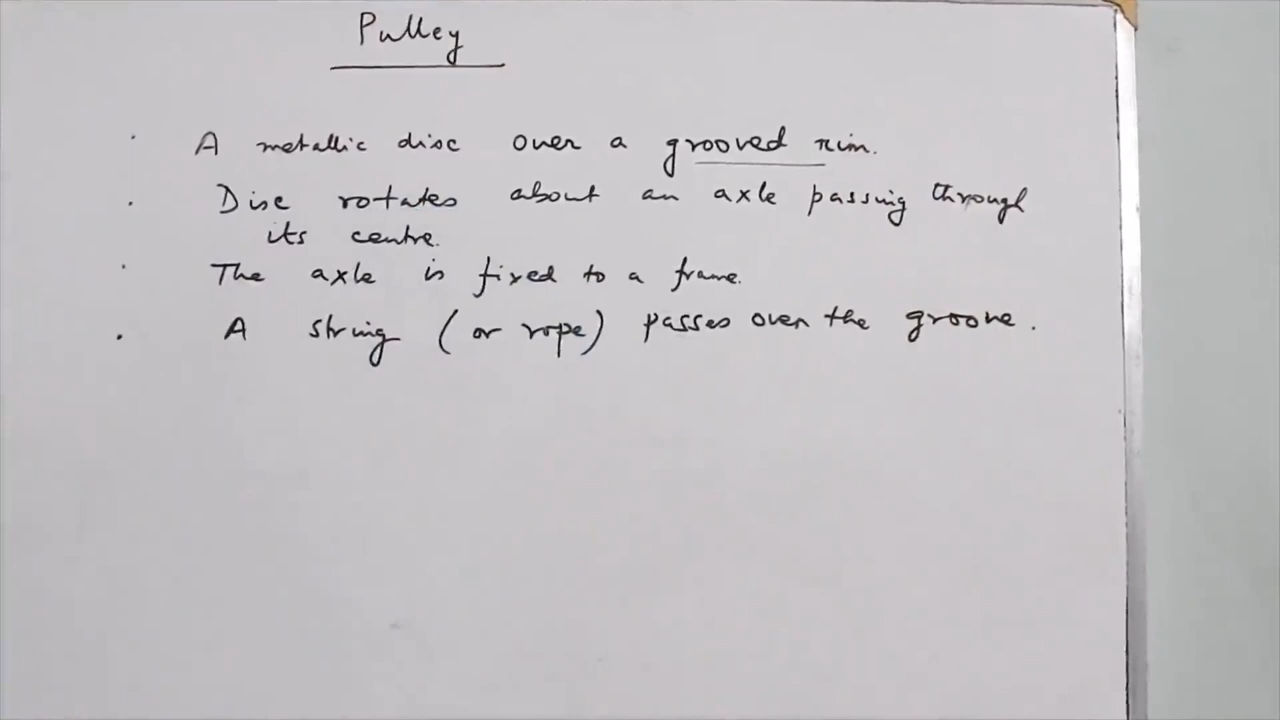 Pulley
. A metallic disc over a grooved rim.
. Disc rotates about an axle passing through
its centre.
. The axle is fixed to a frame.
. A string (or rope) passes over the groove.